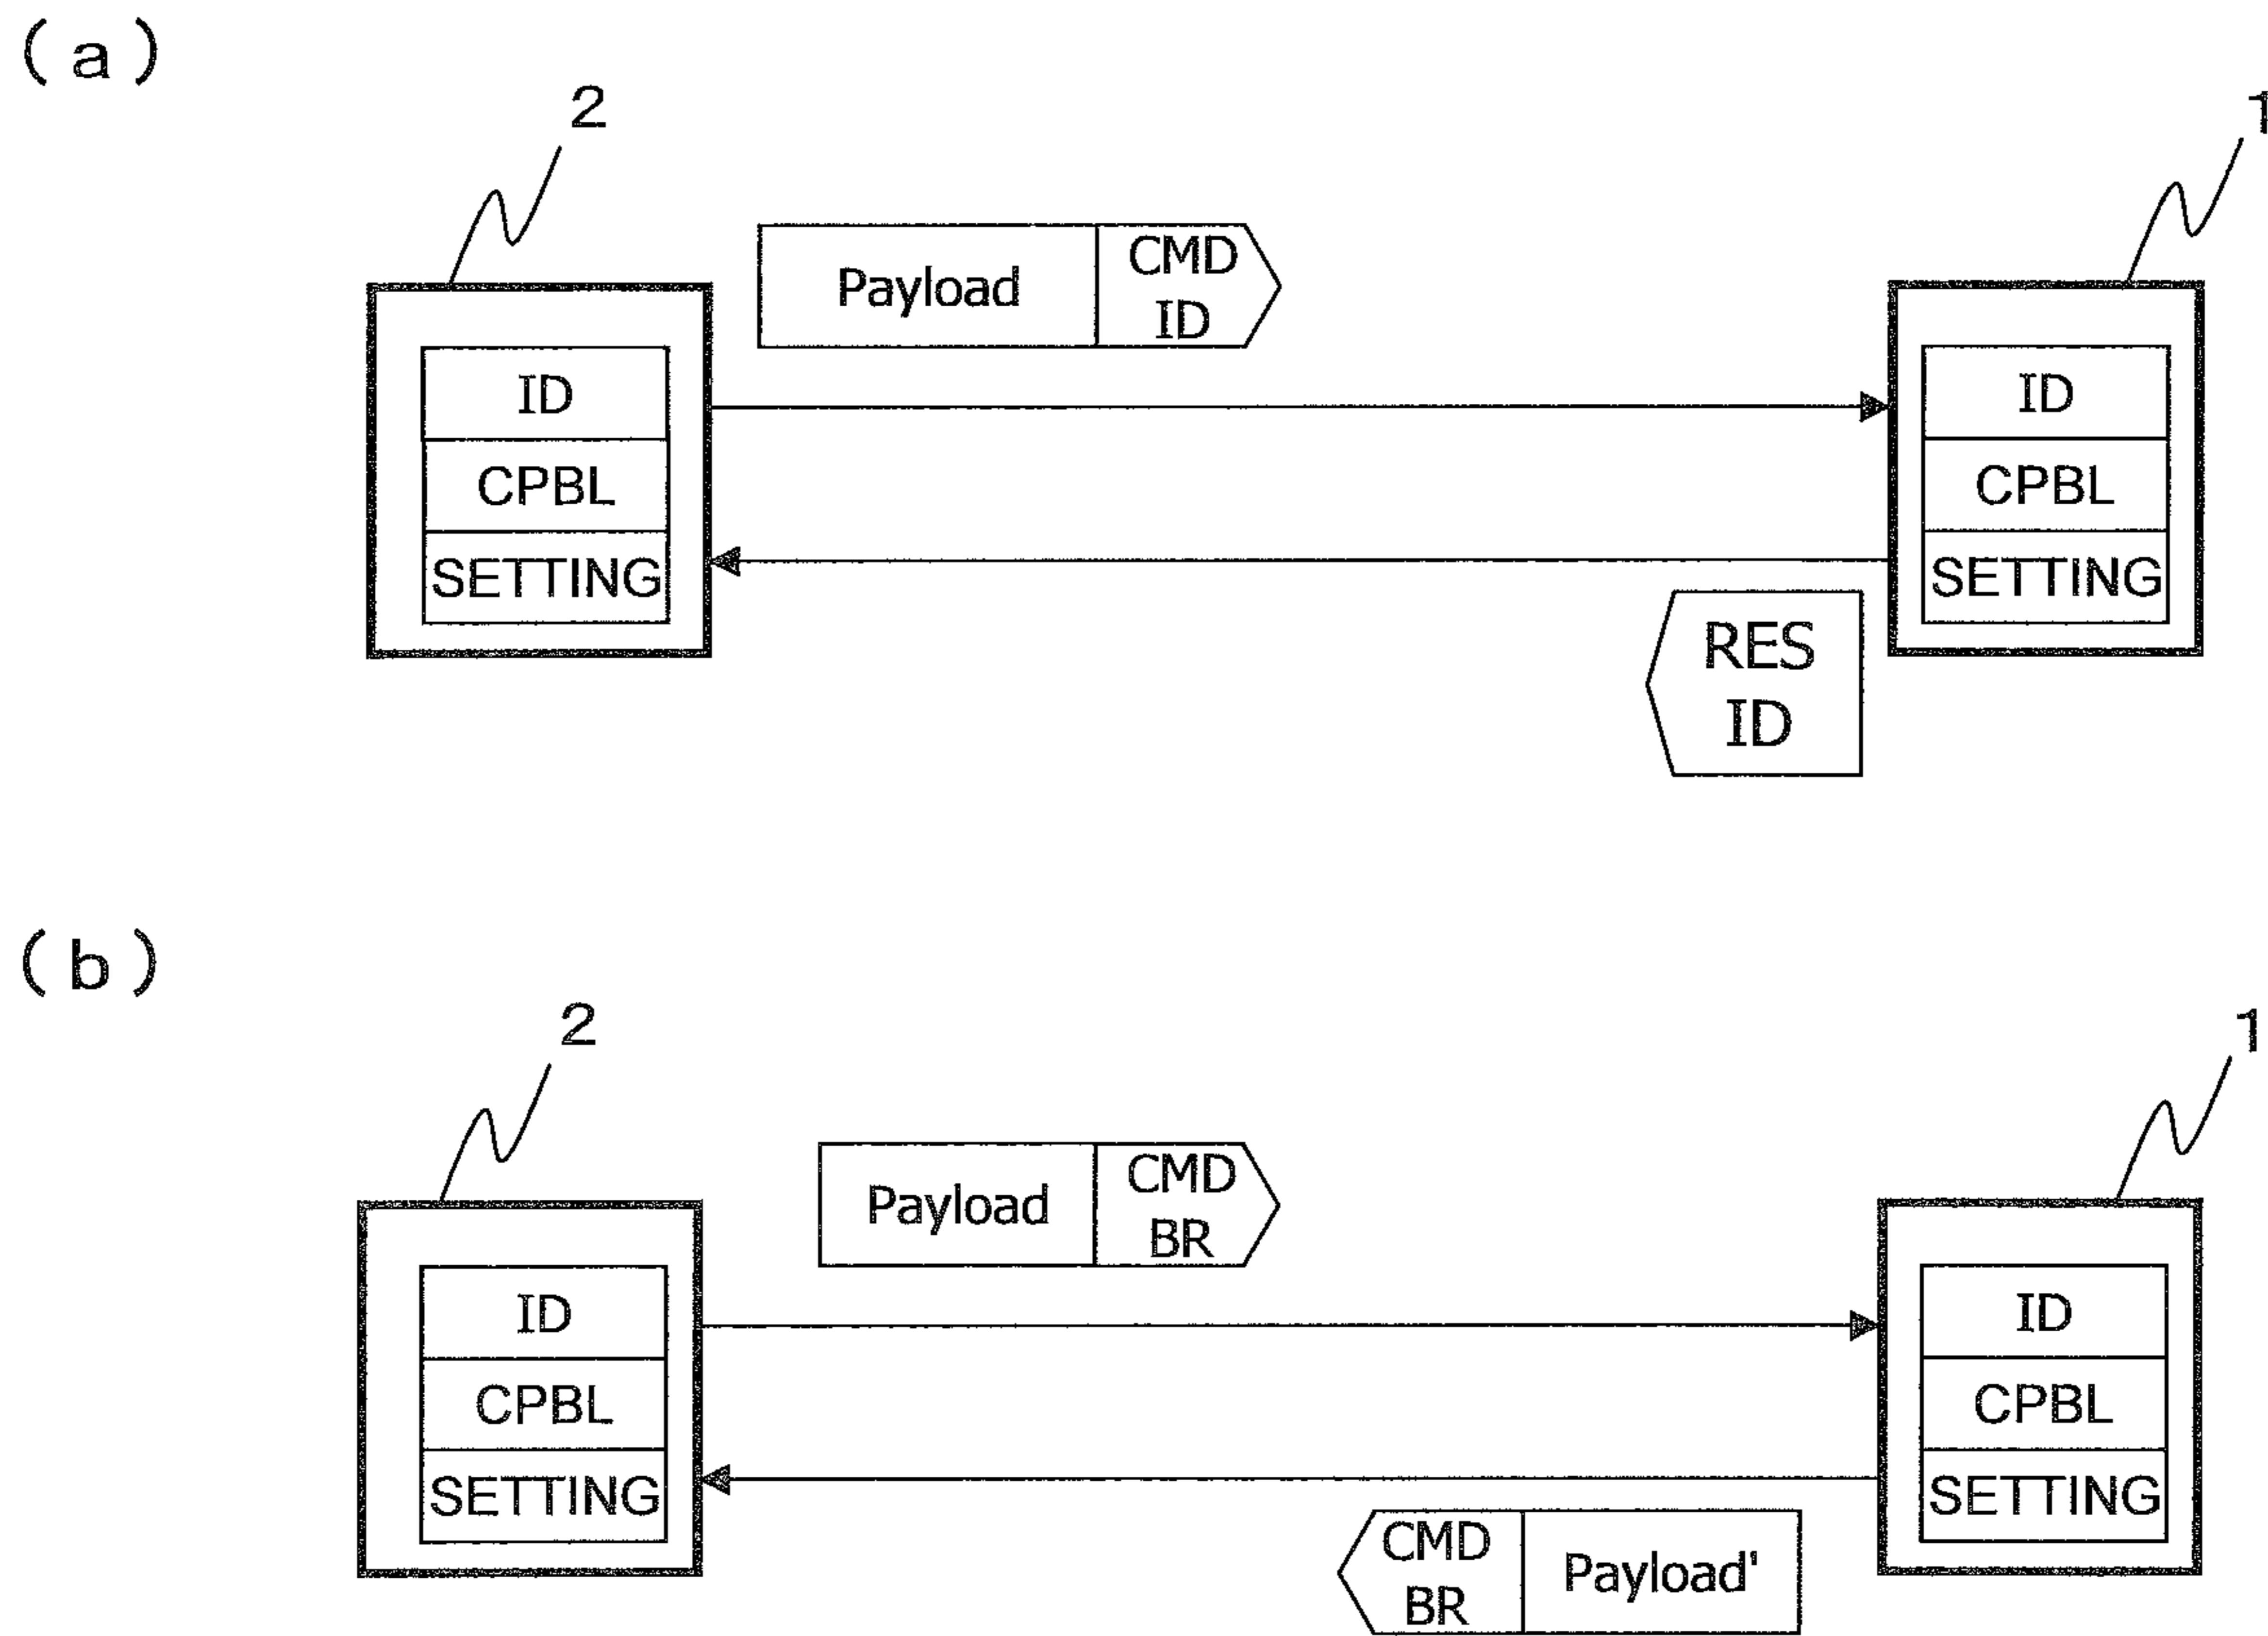 (a)
2
1
Payload
CMD
ID
ID
CPBL
SETTING
ID
CPBL
SETTING
RES
ID
(b)
2
1
Payload
CMD
BR
ID
CPBL
SETTING
ID
CPBL
SETTING
CMD
BR
Payload'